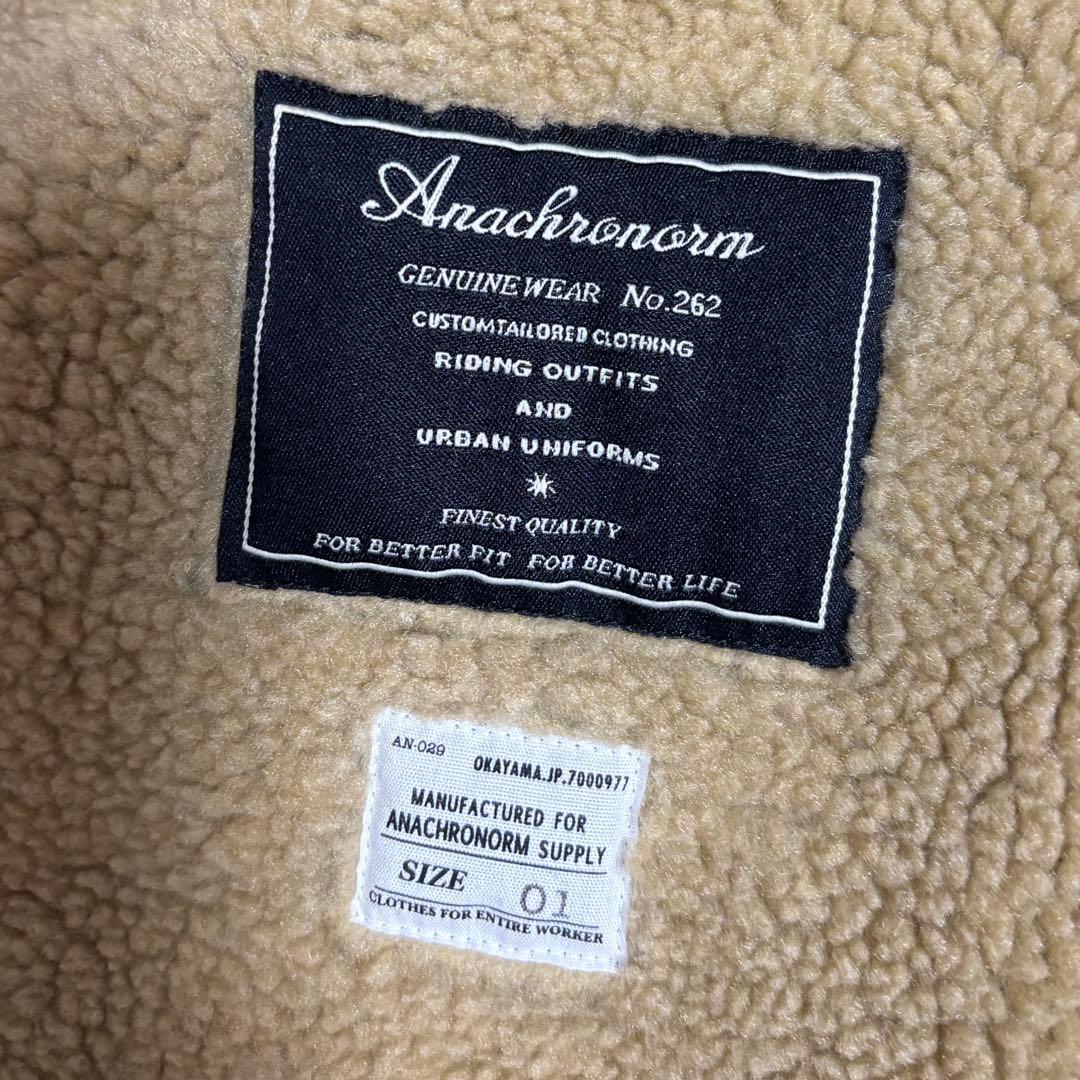 Anachronorm
GENUINE WEAR No.262
CUSTOMTAILORED CLOTHING
RIDING OUTFITS
AND
URBAN UNIFORMS
FINEST QUALITY
FOR BETTER FIT FOR BETTER LIFE
AN-029
OKAYAMA.JP.7000977
MANUFACTURED FOR
ANACHRONORM SUPPLY
SIZE 01
CLOTHES FOR ENTIRE WORKER